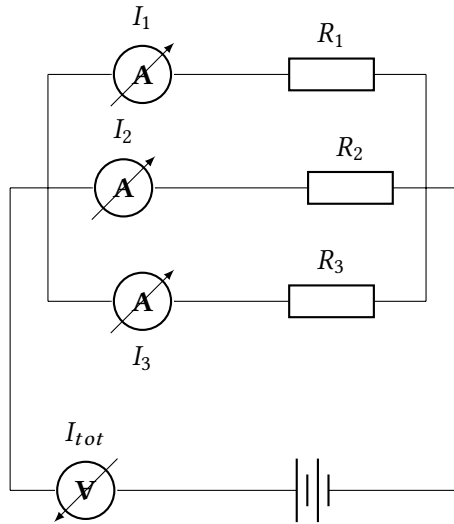 I₁
A
R₁
I₂
A
R₂
A
R₃
I₃
Iₜₒₜ
A